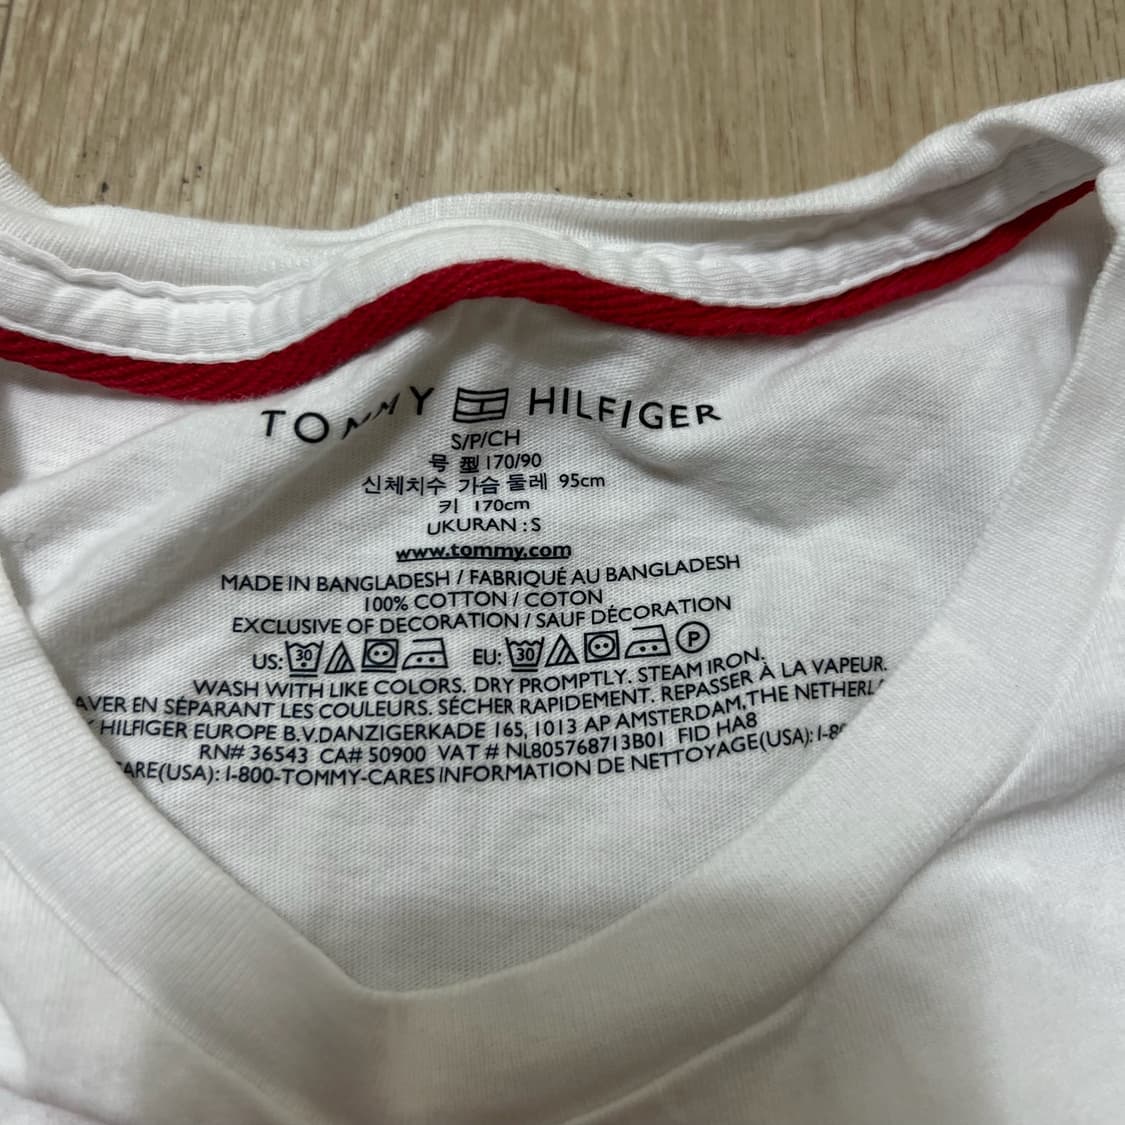 TOMMY HILFIGER
S/P/CH
号 型 170/90
신체치수 가슴 둘레 95cm
키 170cm
UKURAN : S
www.tommy.com
MADE IN BANGLADESH / FABRIQUÉ AU BANGLADESH
100% COTTON / COTON
EXCLUSIVE OF DECORATION / SAUF DÉCORATION
US: 30 EU: 30 P
WASH WITH LIKE COLORS. DRY PROMPTLY. STEAM IRON.
AVER EN SÉPARANT LES COULEURS. SÉCHER RAPIDEMENT. REPASSER À LA VAPEUR.
HILFIGER EUROPE B.V.DANZIGERKADE 165, 1013 AP AMSTERDAM,THE NETHERLA
RN# 36543 CA# 50900 VAT # NL805768713B01 FID HA8
ARE(USA): 1-800-TOMMY-CARES INFORMATION DE NETTOYAGE(USA): 1-8